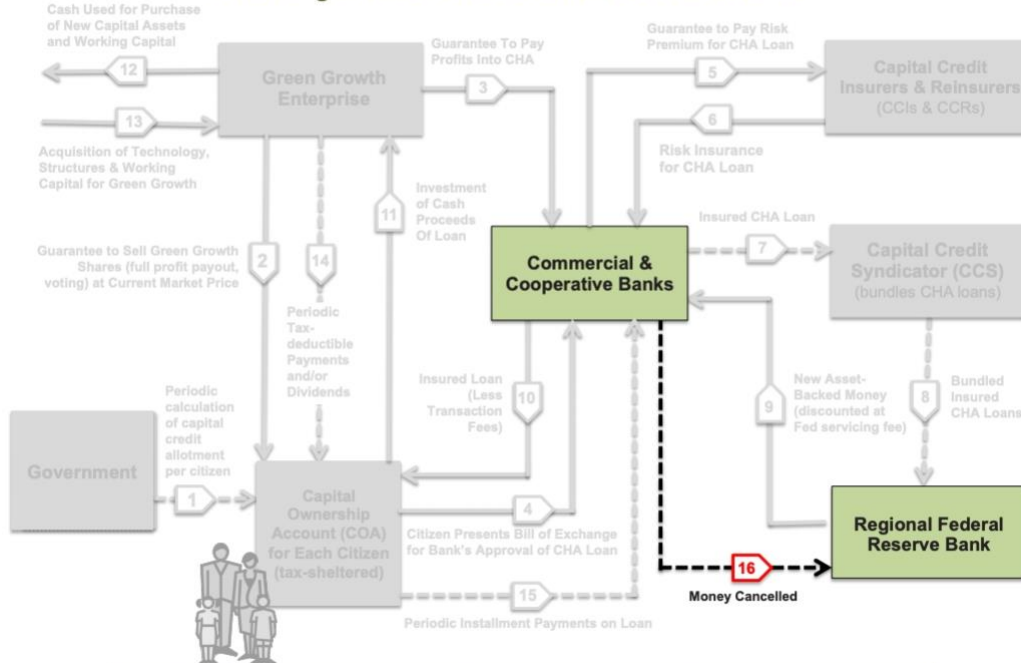 Cash Used for Purchase
of New Capital Assets
and Working Capital
12
13
Acquisition of Technology,
Structures & Working
Capital for Green Growth
Green Growth
Enterprise
Guarantee To Pay
Profits Into CHA
3
Guarantee to Pay Risk
Premium for CHA Loan
5
6
Risk Insurance
for CHA Loan
Capital Credit
Insurers & Reinsurers
(CCIs & CCRs)
Guarantee to Sell Green Growth
Shares (full profit payout,
voting) at Current Market Price
2
14
Periodic
Tax-
deductible
Payments
and/or
Dividends
11
Investment
of Cash
Proceeds
Of Loan
Commercial &
Cooperative Banks
Insured CHA Loan
7
Capital Credit
Syndicator (CCS)
(bundles CHA loans)
Insured Loan
(Less
Transaction
Fees)
10
9
New Asset-
Backed Money
(discounted at
Fed servicing fee)
8
Bundled
Insured
CHA Loans
Government
Periodic
calculation
of capital
credit
allotment
per citizen
1
Capital
Ownership
Account (COA)
for Each Citizen
(tax-sheltered)
4
Citizen Presents Bill of Exchange
for Bank's Approval of CHA Loan
15
Periodic Installment Payments on Loan
16
Money Cancelled
Regional Federal
Reserve Bank